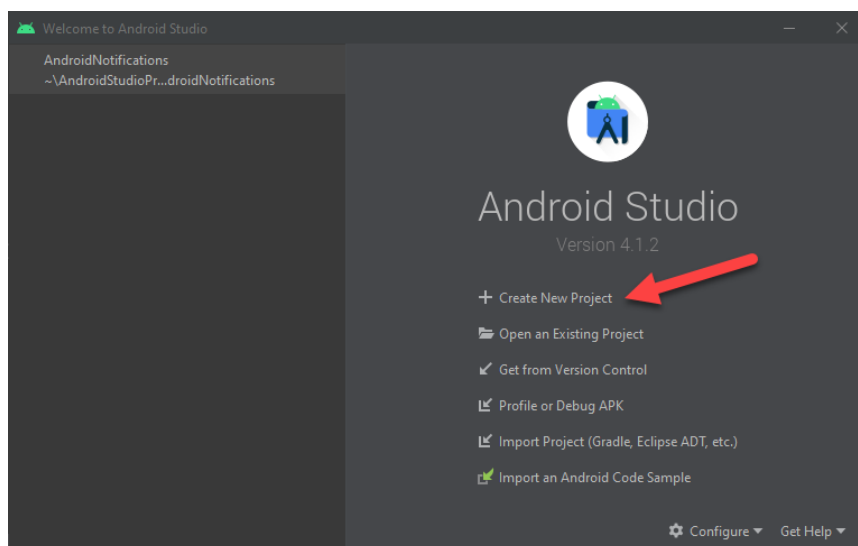 Welcome to Android Studio
AndroidNotifications
~\AndroidStudioPr...droidNotifications
Android Studio
Version 4.1.2
Create New Project
Open an Existing Project
Get from Version Control
Profile or Debug APK
Import Project (Gradle, Eclipse ADT, etc.)
Import an Android Code Sample
Configure Get Help